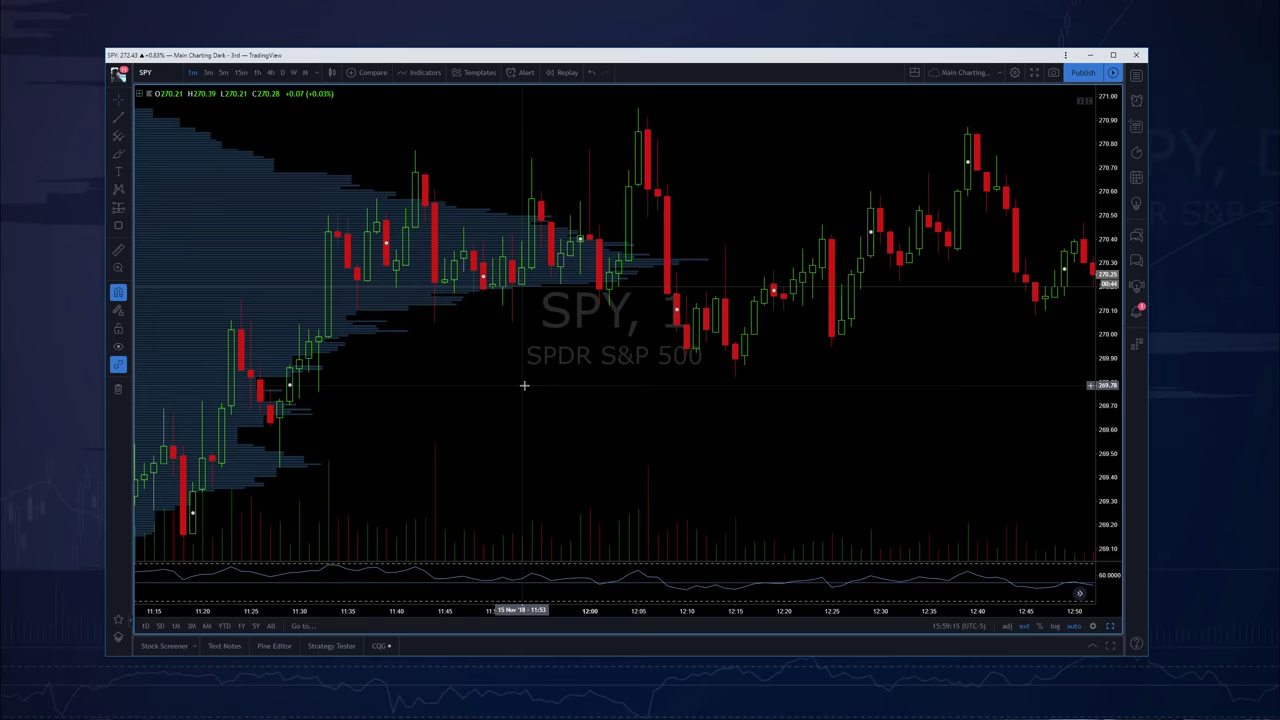 SPY: 272.43 ▲+0.83% — Main Charting Dark - 3rd — TradingView
SPY 1m 3m 5m 15m 1h 4h D W M Compare Indicators Templates Alert Replay Main Charting... Publish
O270.21 H270.39 L270.21 C270.28 +0.07 (+0.03%)
271.00
270.90
270.80
270.70
270.60
270.50
270.40
270.30
270.25
00:44
270.00
269.90
269.78
269.70
269.60
269.50
269.40
269.30
269.20
269.10
60.0000
SPY, 1
SPDR S&P 500
11:15 11:20 11:25 11:30 11:35 11:40 11:45 15 Nov '18 - 11:53 12:00 12:05 12:10 12:15 12:20 12:25 12:30 12:35 12:40 12:45 12:50
1D 5D 1M 3M 6M YTD 1Y 5Y All Go to... 15:59:15 (UTC-5) adj ext % log auto
Stock Screener Text Notes Pine Editor Strategy Tester CQG
PY, D
R S&P 500